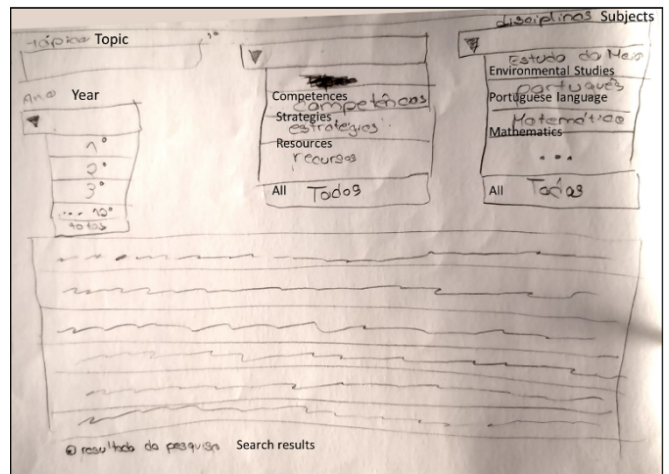 disciplinas Subjects
tópico Topic
Estudo do Meio
Environmental Studies
Ano Year
português
Competences
Portuguese language
competências
Strategies
Matemática
estratégias
Mathematics
1º
Resources
...
recursos
2º
3º
All Todos
All Todas
... 12º
todos
resultado da pesquisa Search results